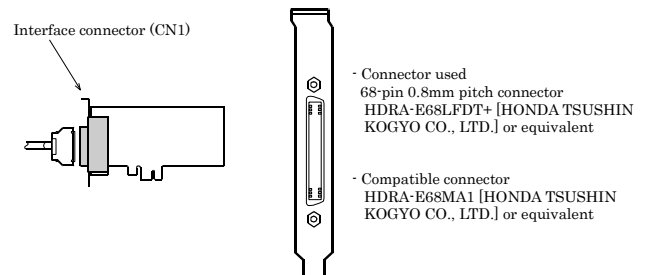 Interface connector (CN1)
- Connector used
68-pin 0.8mm pitch connector
HDRA-E68LFDT+ [HONDA TSUSHIN
KOGYO CO., LTD.] or equivalent
- Compatible connector
HDRA-E68MA1 [HONDA TSUSHIN
KOGYO CO., LTD.] or equivalent